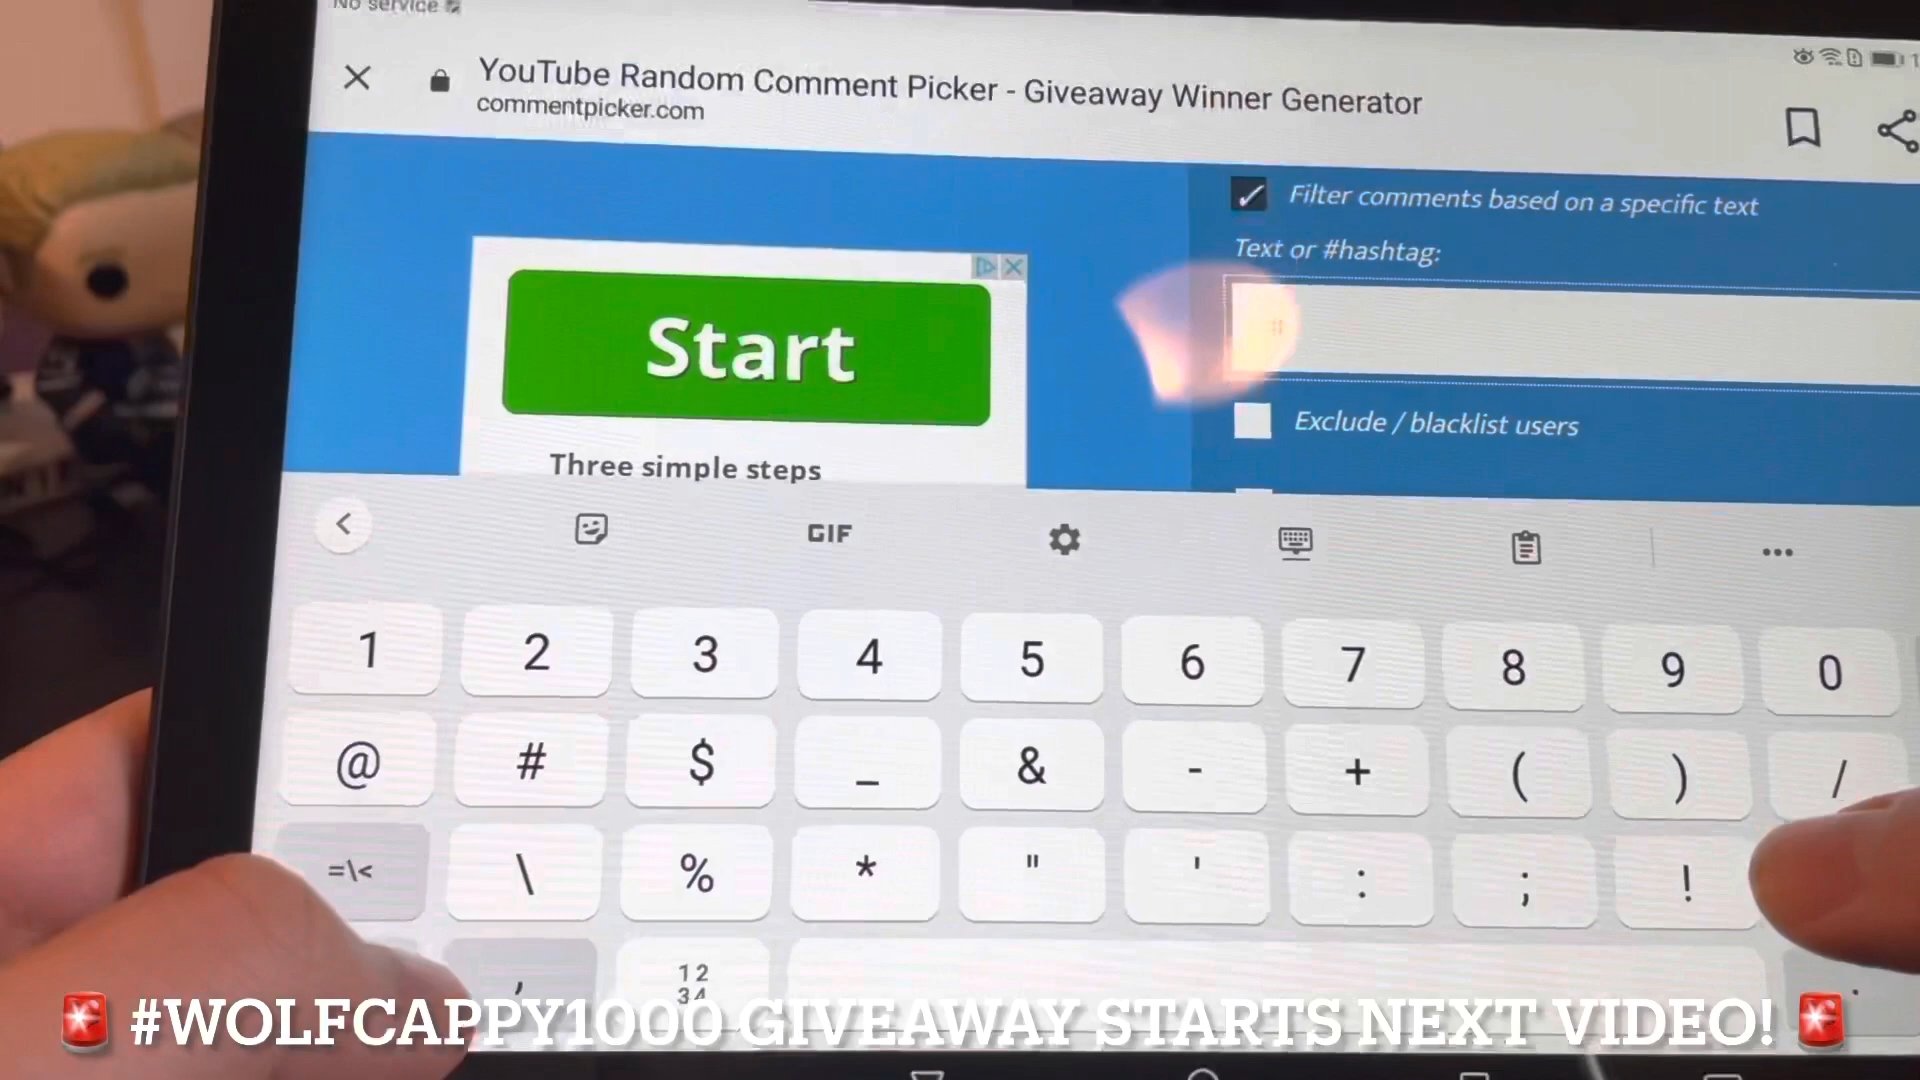 No service
YouTube Random Comment Picker - Giveaway Winner Generator
commentpicker.com
Filter comments based on a specific text
Text or #hashtag:
#
Start
Exclude / blacklist users
Three simple steps
GIF
1 2 3 4 5 6 7 8 9 0
@ # $ _ & - + ( ) /
=\< \ % * " ' : ; !
, 12 .
34
#WOLFCAPPY1000 GIVEAWAY STARTS NEXT VIDEO!